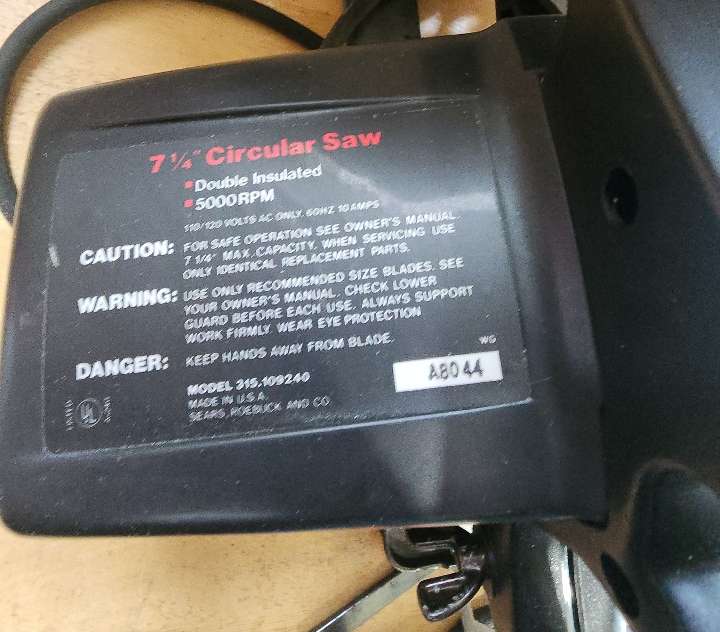 7 1/4" Circular Saw
Double Insulated
5000RPM
110/120 VOLTS AC ONLY, 60HZ 10 AMPS
CAUTION: FOR SAFE OPERATION SEE OWNER'S MANUAL.
7 1/4" MAX. CAPACITY. WHEN SERVICING USE
ONLY IDENTICAL REPLACEMENT PARTS.
WARNING: USE ONLY RECOMMENDED SIZE BLADES. SEE
YOUR OWNER'S MANUAL. CHECK LOWER
GUARD BEFORE EACH USE. ALWAYS SUPPORT
WORK FIRMLY. WEAR EYE PROTECTION
DANGER: KEEP HANDS AWAY FROM BLADE.
WG
MODEL 315.109240
A8044
MADE IN U.S.A.
SEARS, ROEBUCK AND CO.
UL